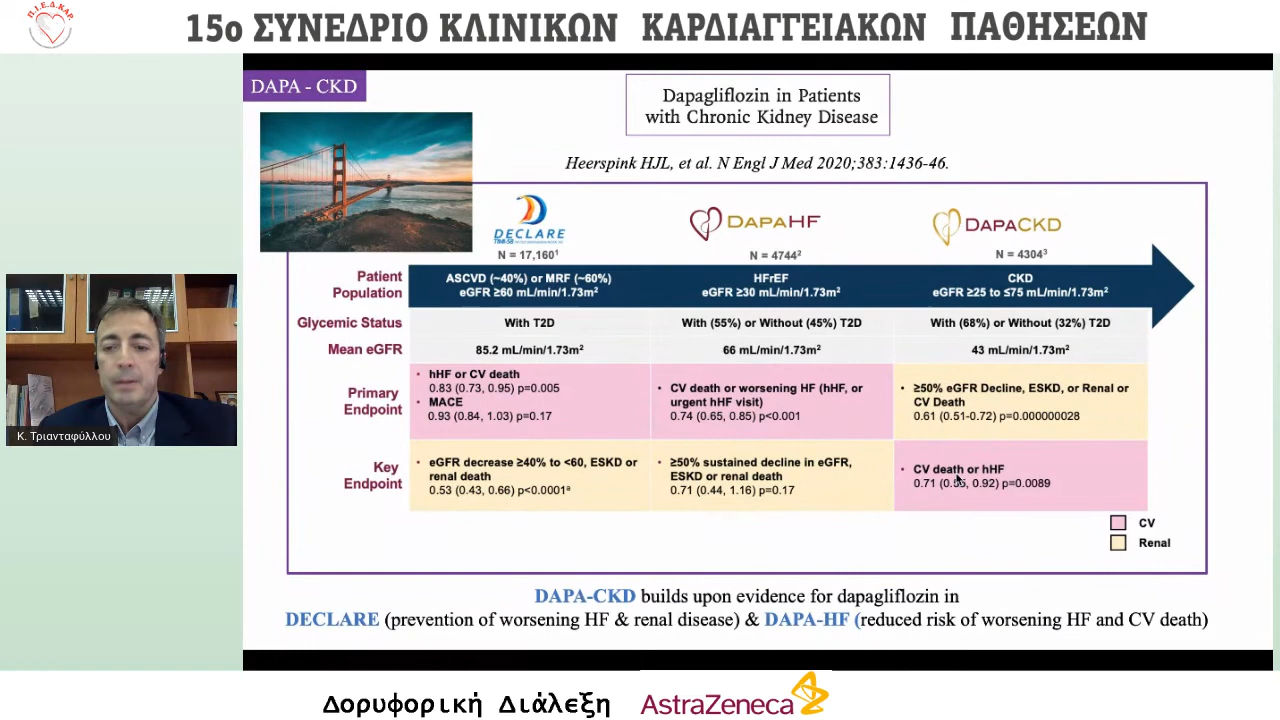 Π.Ι.Ε.Δ.ΚΑΡ.
15ο ΣΥΝΕΔΡΙΟ ΚΛΙΝΙΚΩΝ ΚΑΡΔΙΑΓΓΕΙΑΚΩΝ ΠΑΘΗΣΕΩΝ
DAPA - CKD
Dapagliflozin in Patients
with Chronic Kidney Disease
Heerspink HJL, et al. N Engl J Med 2020;383:1436-46.
DECLARE DAPAHF DAPACKD
N = 17,160¹ N = 4744² N = 4304³
Patient Population
ASCVD (~40%) or MRF (~60%)
eGFR ≥60 mL/min/1.73m²
HFrEF
eGFR ≥30 mL/min/1.73m²
CKD
eGFR ≥25 to ≤75 mL/min/1.73m²
Glycemic Status With T2D With (55%) or Without (45%) T2D With (68%) or Without (32%) T2D
Mean eGFR 85.2 mL/min/1.73m² 66 mL/min/1.73m² 43 mL/min/1.73m²
Primary
Endpoint
• hHF or CV death
0.83 (0.73, 0.95) p=0.005
• MACE
0.93 (0.84, 1.03) p=0.17
• CV death or worsening HF (hHF, or
urgent hHF visit)
0.74 (0.65, 0.85) p<0.001
• ≥50% eGFR Decline, ESKD, or Renal or
CV Death
0.61 (0.51-0.72) p=0.000000028
Key
Endpoint
• eGFR decrease ≥40% to <60, ESKD or
renal death
0.53 (0.43, 0.66) p<0.0001ᵃ
• ≥50% sustained decline in eGFR,
ESKD or renal death
0.71 (0.44, 1.16) p=0.17
• CV death or hHF
0.71 0.92) p=0.0089
CV
Renal
DAPA-CKD builds upon evidence for dapagliflozin in
DECLARE (prevention of worsening HF & renal disease) & DAPA-HF (reduced risk of worsening HF and CV death)
Κ. Τριανταφύλλου
Δορυφορική Διάλεξη AstraZeneca